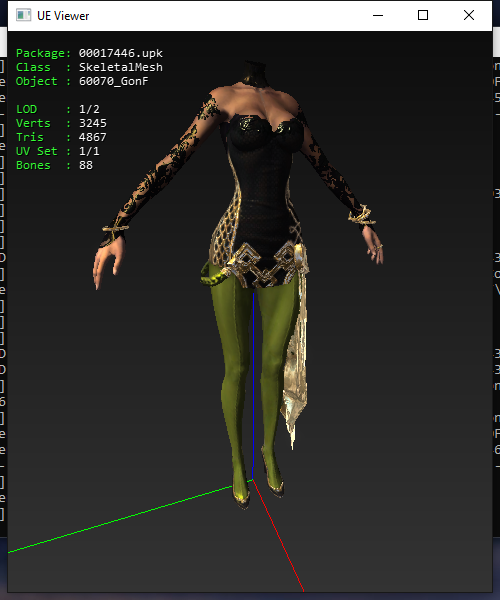 UE Viewer
Package: 00017446.upk
Class : SkeletalMesh
Object : 60070_GonF
LOD : 1/2
Verts : 3245
Tris : 4867
UV Set : 1/1
Bones : 88